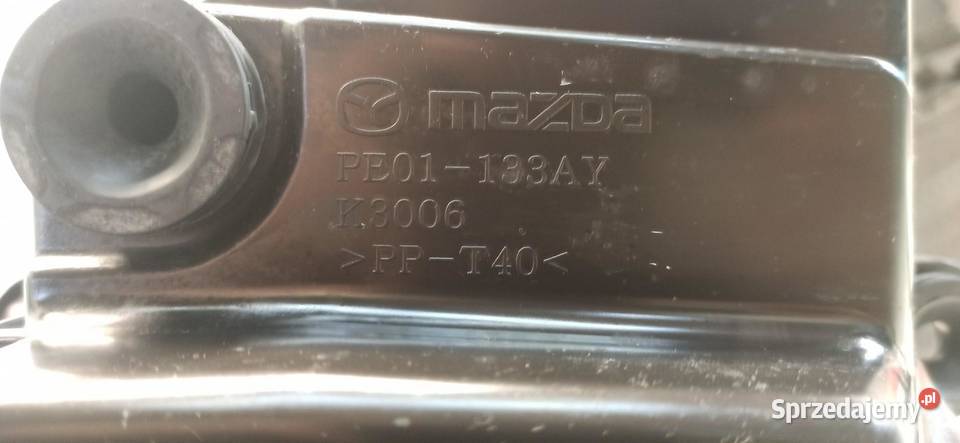 mazda
PE01-133AY
K3006
>PP-T40<
Sprzedajemy.pl